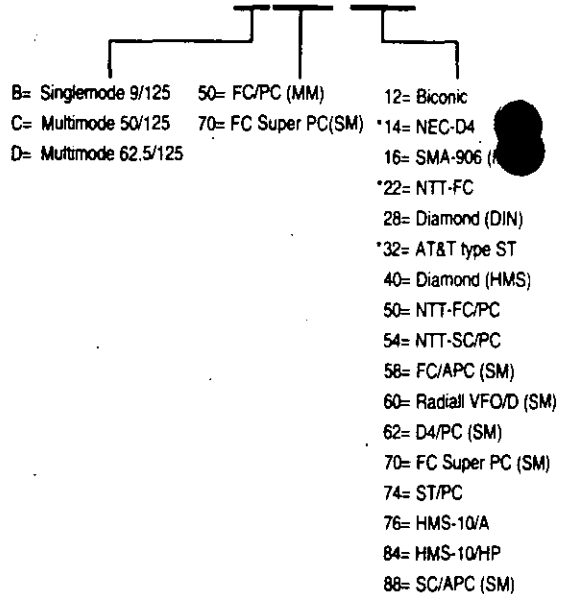 B= Singlemode 9/125
C= Multimode 50/125
D= Multimode 62.5/125
50= FC/PC (MM)
70= FC Super PC(SM)
12= Biconic
*14= NEC-D4
16= SMA-906
*22= NTT-FC
28= Diamond (DIN)
*32= AT&T type ST
40= Diamond (HMS)
50= NTT-FC/PC
54= NTT-SC/PC
58= FC/APC (SM)
60= Radiall VFO/D (SM)
62= D4/PC (SM)
70= FC Super PC (SM)
74= ST/PC
76= HMS-10/A
84= HMS-10/HP
88= SC/APC (SM)